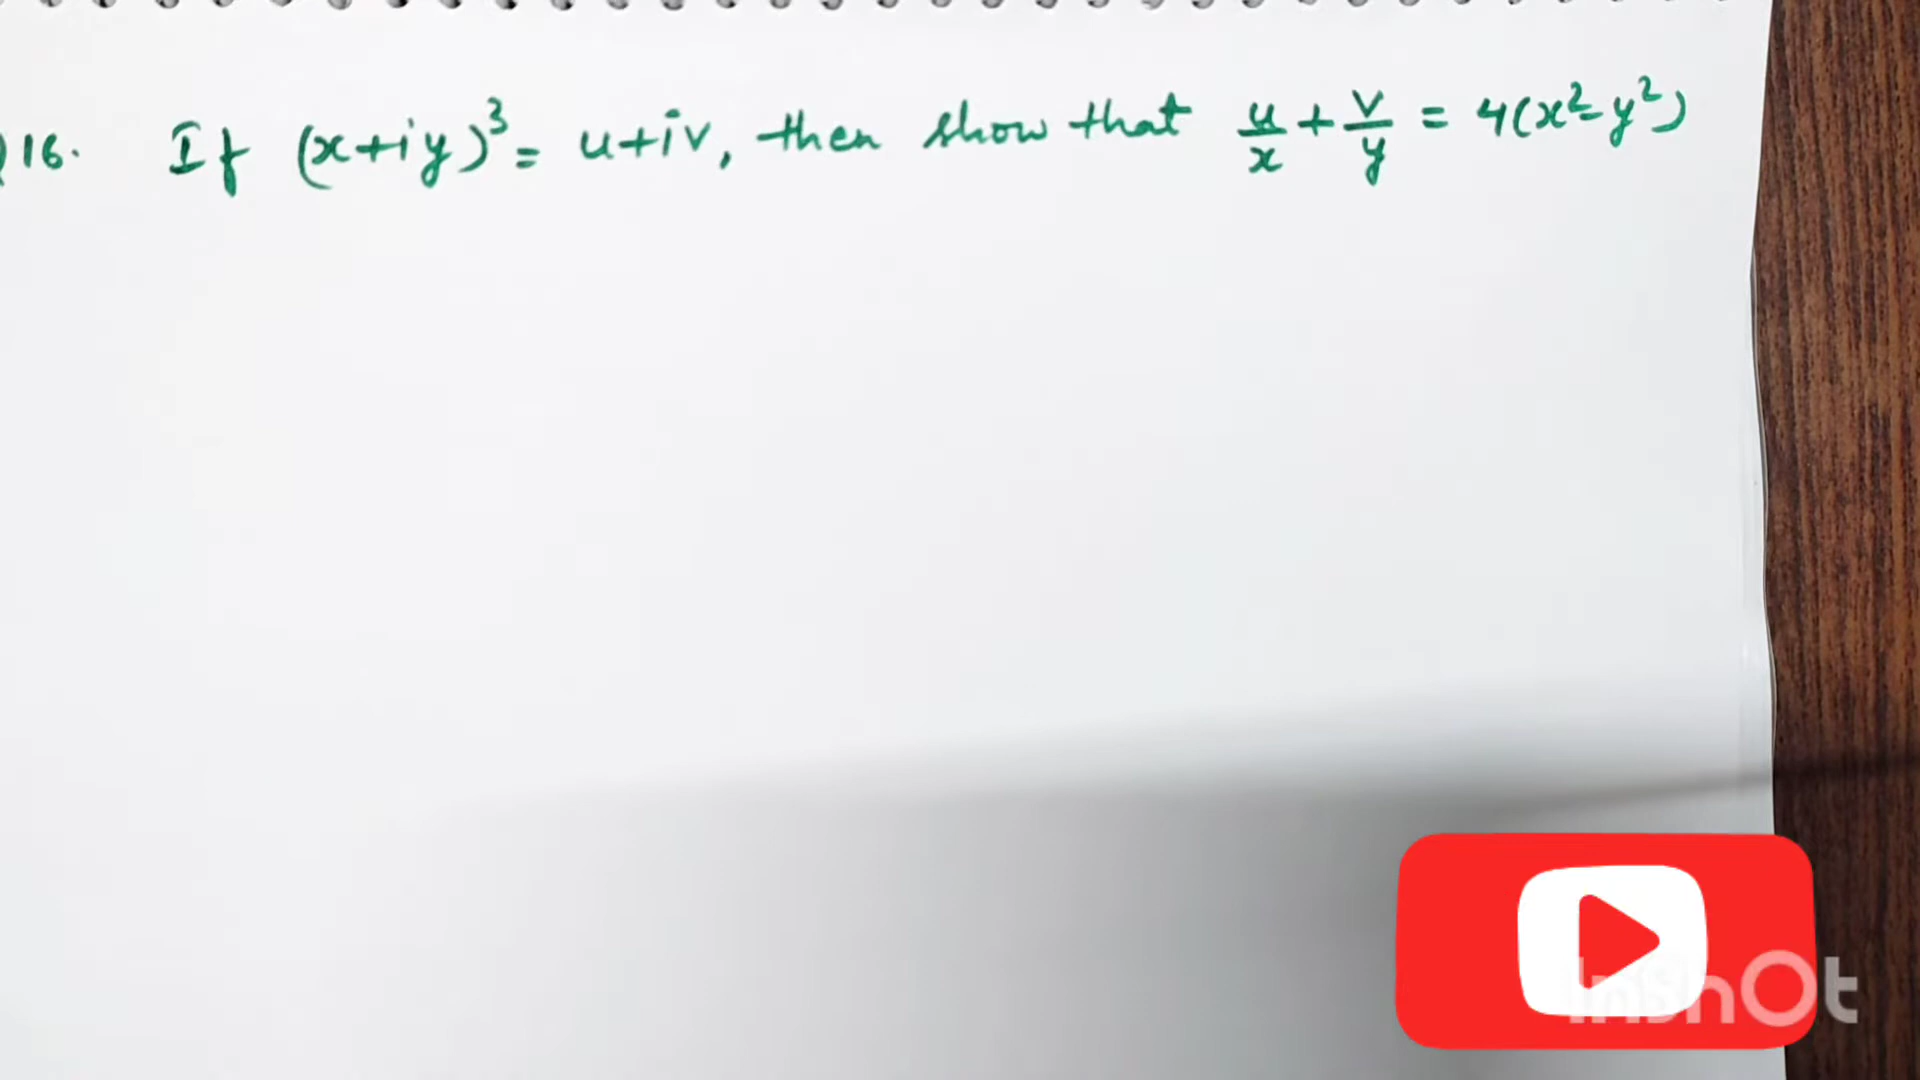 )16. If (x+iy)³ = u+iv, then show that u/x + v/y = 4(x²-y²)
InShOt